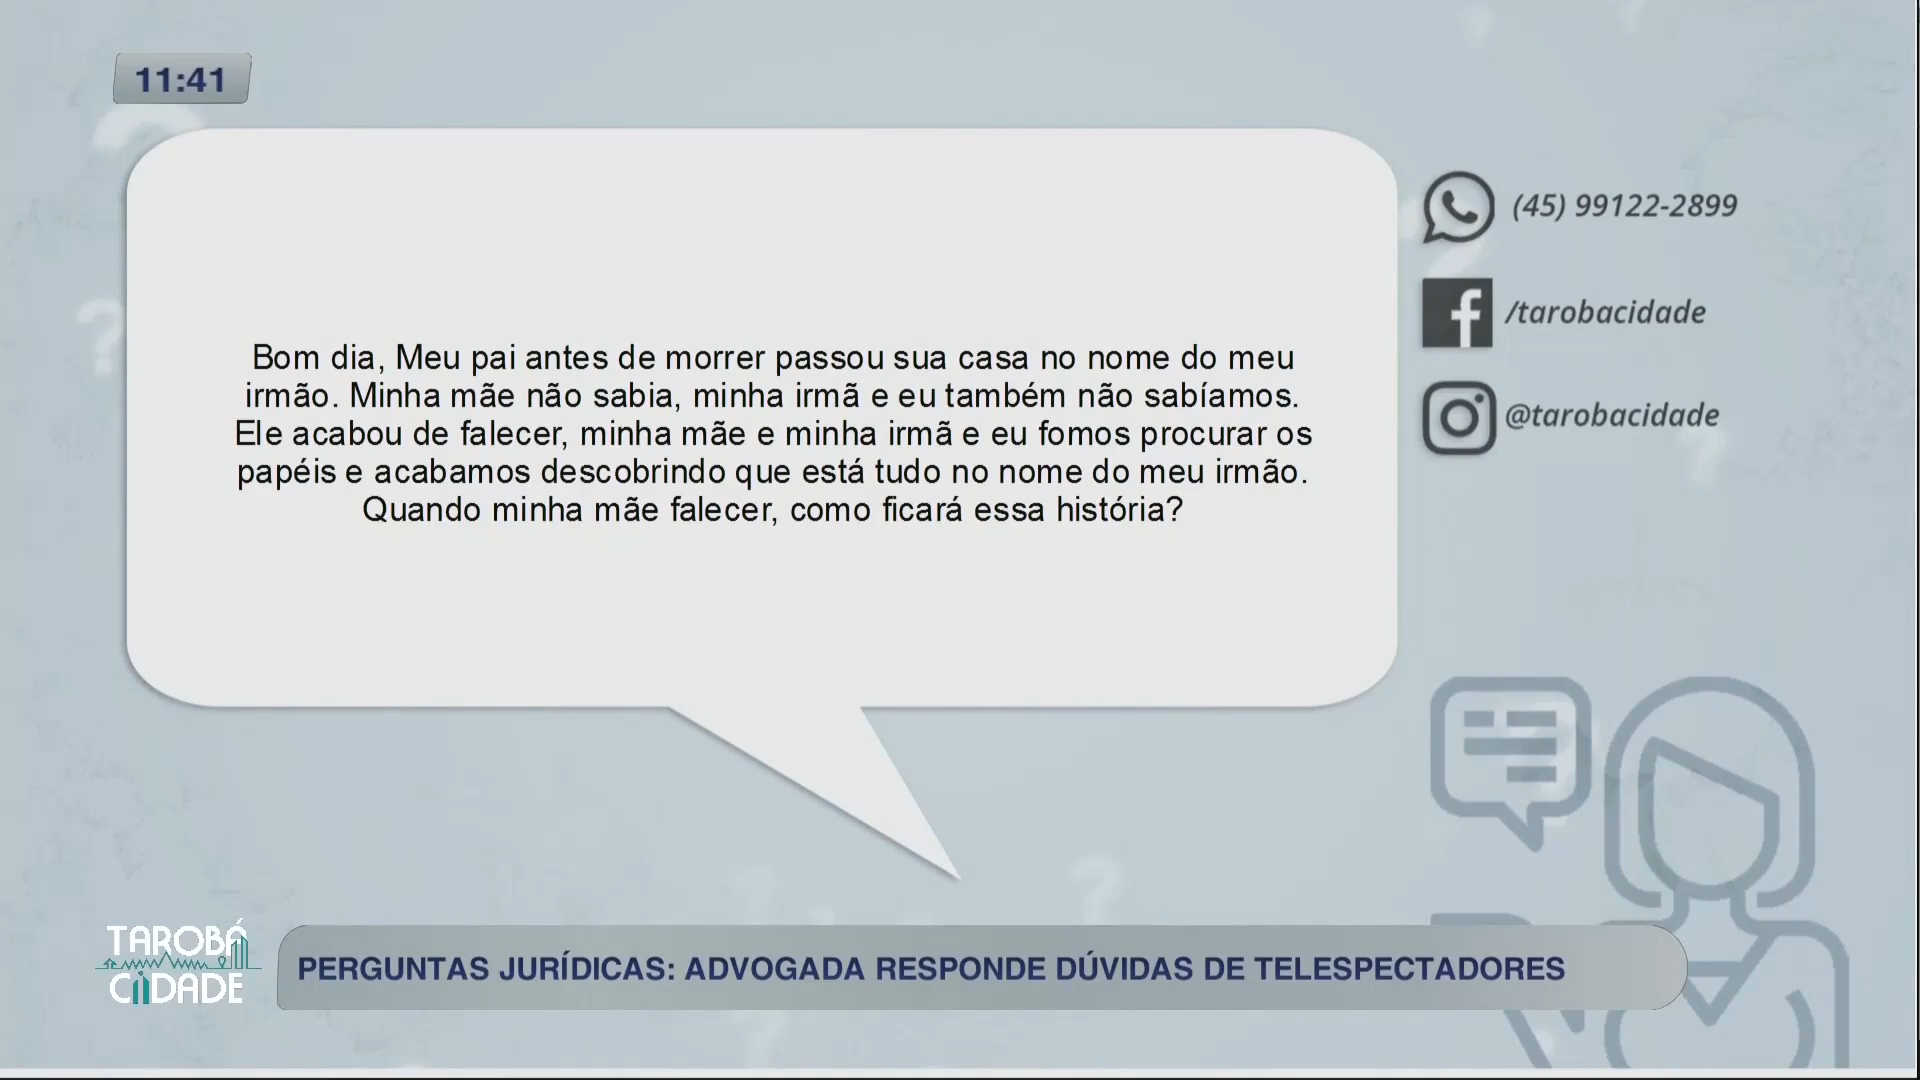 11:41
Bom dia, Meu pai antes de morrer passou sua casa no nome do meu
irmão. Minha mãe não sabia, minha irmã e eu também não sabíamos.
Ele acabou de falecer, minha mãe e minha irmã e eu fomos procurar os
papéis e acabamos descobrindo que está tudo no nome do meu irmão.
Quando minha mãe falecer, como ficará essa história?
(45) 99122-2899
/tarobacidade
@tarobacidade
TAROBÁ
CIDADE
PERGUNTAS JURÍDICAS: ADVOGADA RESPONDE DÚVIDAS DE TELESPECTADORES